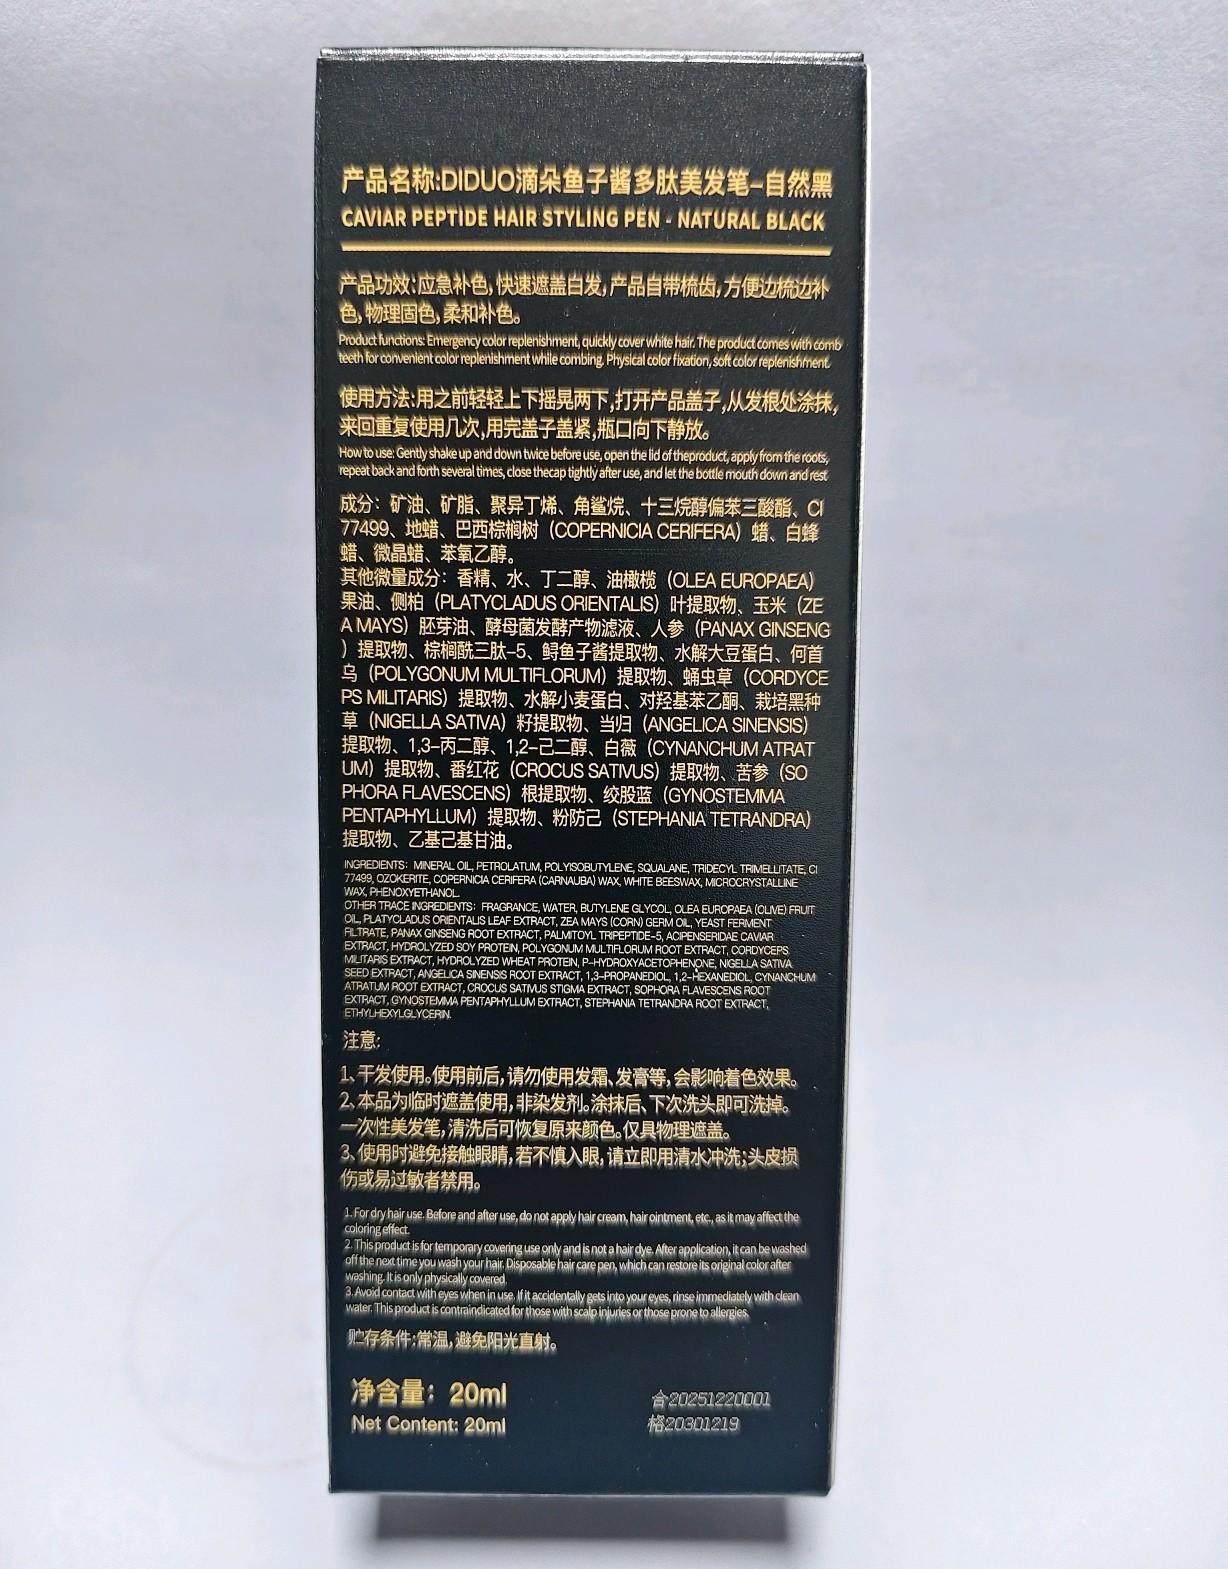 产品名称:DIDUO滴朵鱼子酱多肽美发笔-自然黑
CAVIAR PEPTIDE HAIR STYLING PEN - NATURAL BLACK
产品功效:应急补色,快速遮盖白发,产品自带梳齿,方便边梳边补
色,物理固色,柔和补色。
Product functions: Emergency color replenishment, quickly cover white hair. The product comes with comb
teeth for convenient color replenishment while combing. Physical color fixation, soft color replenishment.
使用方法:用之前轻轻上下摇晃两下,打开产品盖子,从发根处涂抹,
来回重复使用几次,用完盖子盖紧,瓶口向下静放。
How to use: Gently shake up and down twice before use, open the lid of theproduct, apply from the roots,
repeat back and forth several times, close thecap tightly after use, and let the bottle mouth down and rest
成分：矿油、矿脂、聚异丁烯、角鲨烷、十三烷醇偏苯三酸酯、CI
77499、地蜡、巴西棕榈树（COPERNICIA CERIFERA）蜡、白蜂
蜡、微晶蜡、苯氧乙醇。
其他微量成分：香精、水、丁二醇、油橄榄（OLEA EUROPAEA）
果油、侧柏（PLATYCLADUS ORIENTALIS）叶提取物、玉米（ZE
A MAYS）胚芽油、酵母菌发酵产物滤液、人参（PANAX GINSENG
）提取物、棕榈酰三肽-5、鲟鱼子酱提取物、水解大豆蛋白、何首
乌（POLYGONUM MULTIFLORUM）提取物、蛹虫草（CORDYCE
PS MILITARIS）提取物、水解小麦蛋白、对羟基苯乙酮、栽培黑种
草（NIGELLA SATIVA）籽提取物、当归（ANGELICA SINENSIS）
提取物、1,3-丙二醇、1,2-己二醇、白薇（CYNANCHUM ATRAT
UM）提取物、番红花（CROCUS SATIVUS）提取物、苦参（SO
PHORA FLAVESCENS）根提取物、绞股蓝（GYNOSTEMMA
PENTAPHYLLUM）提取物、粉防己（STEPHANIA TETRANDRA）
提取物、乙基己基甘油。
INGREDIENTS: MINERAL OIL, PETROLATUM, POLYISOBUTYLENE, SQUALANE, TRIDECYL TRIMELLITATE, CI
77499, OZOKERITE, COPERNICIA CERIFERA (CARNAUBA) WAX, WHITE BEESWAX, MICROCRYSTALLINE
WAX, PHENOXYETHANOL.
OTHER TRACE INGREDIENTS: FRAGRANCE, WATER, BUTYLENE GLYCOL, OLEA EUROPAEA (OLIVE) FRUIT
OIL, PLATYCLADUS ORIENTALIS LEAF EXTRACT, ZEA MAYS (CORN) GERM OIL, YEAST FERMENT
FILTRATE, PANAX GINSENG ROOT EXTRACT, PALMITOYL TRIPEPTIDE-5, ACIPENSERIDAE CAVIAR
EXTRACT, HYDROLYZED SOY PROTEIN, POLYGONUM MULTIFLORUM ROOT EXTRACT, CORDYCEPS
MILITARIS EXTRACT, HYDROLYZED WHEAT PROTEIN, P-HYDROXYACETOPHENONE, NIGELLA SATIVA
SEED EXTRACT, ANGELICA SINENSIS ROOT EXTRACT, 1,3-PROPANEDIOL, 1,2-HEXANEDIOL, CYNANCHUM
ATRATUM ROOT EXTRACT, CROCUS SATIVUS STIGMA EXTRACT, SOPHORA FLAVESCENS ROOT
EXTRACT, GYNOSTEMMA PENTAPHYLLUM EXTRACT, STEPHANIA TETRANDRA ROOT EXTRACT,
ETHYLHEXYLGLYCERIN.
注意:
1、干发使用。使用前后,请勿使用发霜、发膏等,会影响着色效果。
2、本品为临时遮盖使用,非染发剂。涂抹后、下次洗头即可洗掉。
一次性美发笔,清洗后可恢复原来颜色。仅具物理遮盖。
3、使用时避免接触眼睛,若不慎入眼,请立即用清水冲洗;头皮损
伤或易过敏者禁用。
1. For dry hair use. Before and after use, do not apply hair cream, hair ointment, etc., as it may affect the
coloring effect.
2. This product is for temporary covering use only and is not a hair dye. After application, it can be washed
off the next time you wash your hair. Disposable hair care pen, which can restore its original color after
washing. It is only physically covered.
3. Avoid contact with eyes when in use. If it accidentally gets into your eyes, rinse immediately with clean
water. This product is contraindicated for those with scalp injuries or those prone to allergies.
贮存条件:常温,避免阳光直射。
净含量：20ml
Net Content: 20ml
合20251220001
格20301219